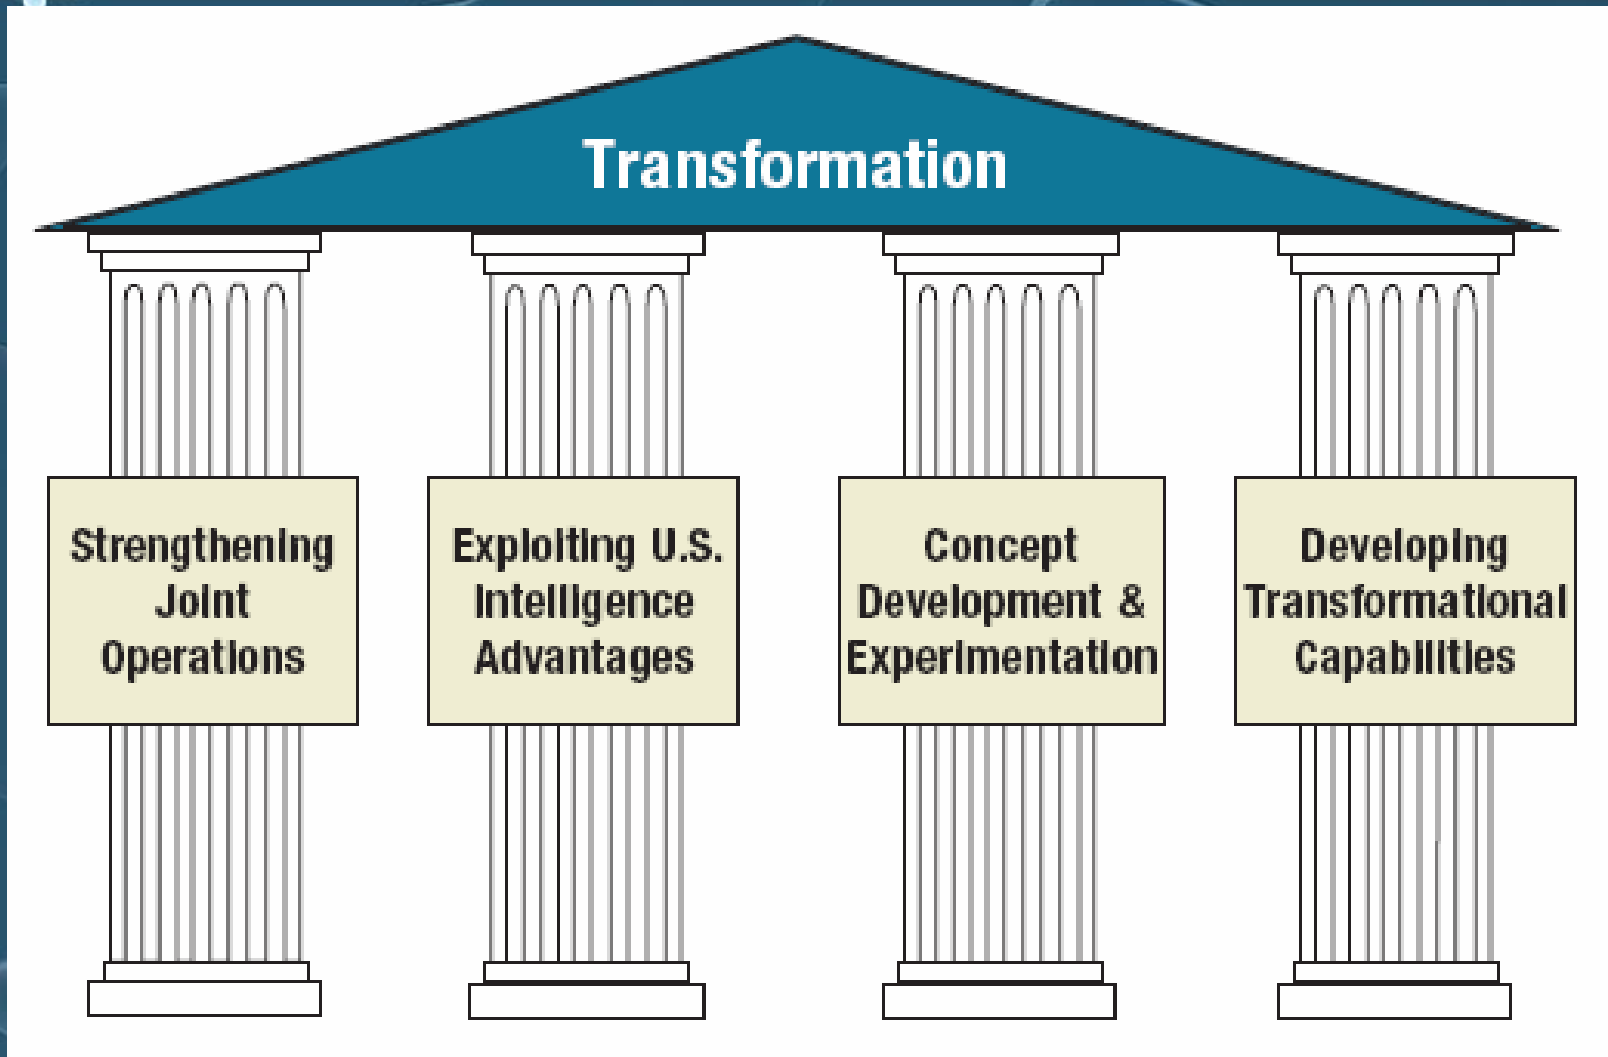 Transformation
Strengthening
Joint
Operations
Exploiting U.S.
Intelligence
Advantages
Concept
Development &
Experimentation
Developing
Transformational
Capabilities